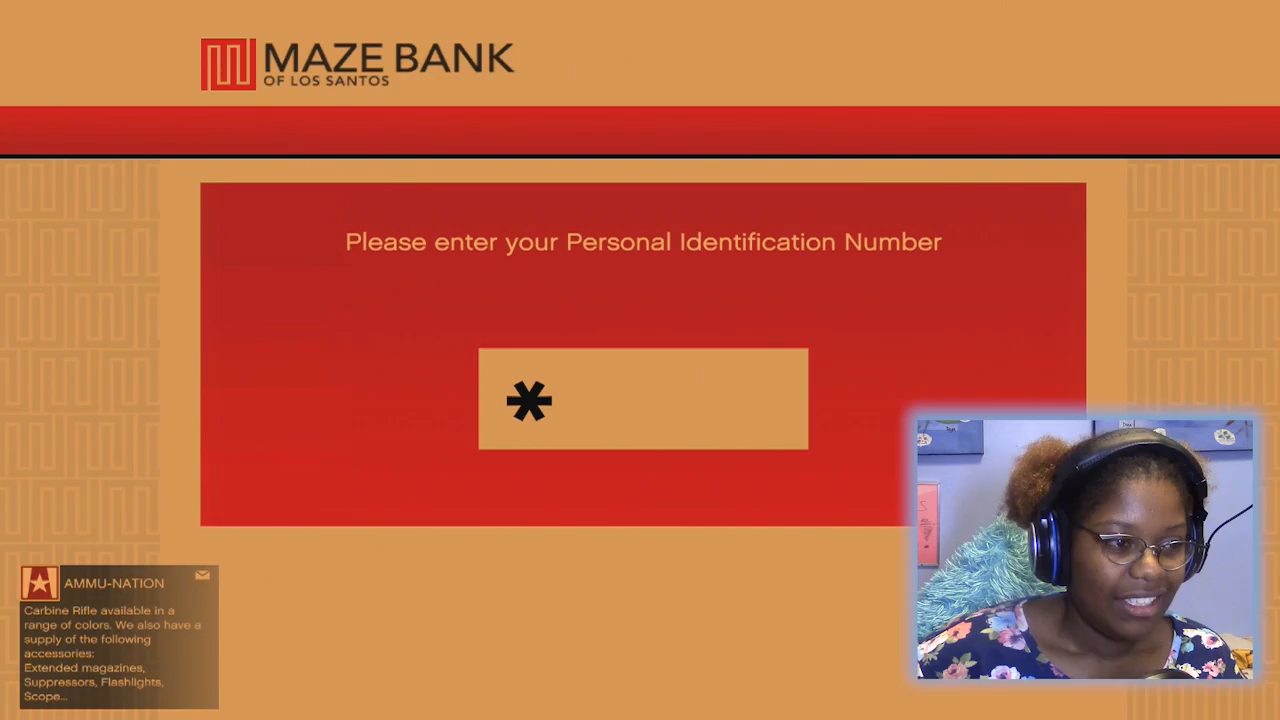 MAZE BANK
OF LOS SANTOS
Please enter your Personal Identification Number
*
AMMU-NATION
Carbine Rifle available in a
range of colors. We also have a
supply of the following
accessories:
Extended magazines,
Suppressors, Flashlights,
Scope...